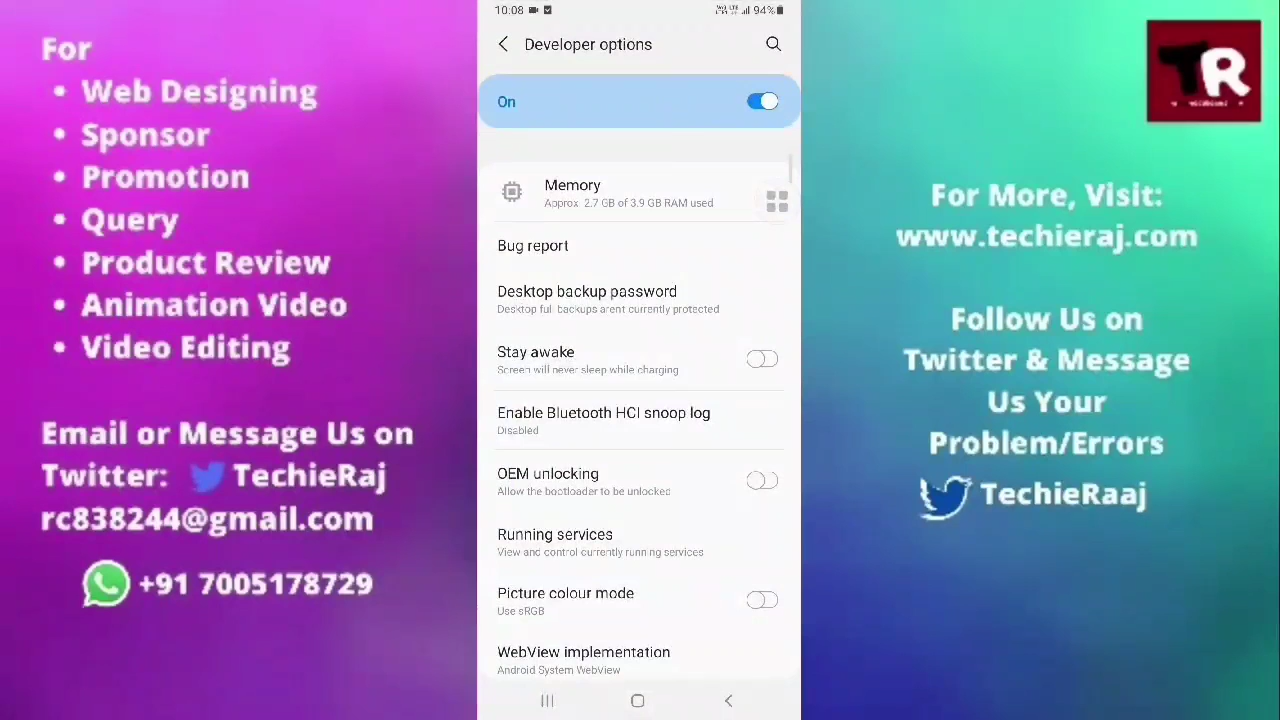 For
• Web Designing
• Sponsor
• Promotion
• Query
• Product Review
• Animation Video
• Video Editing
Email or Message Us on
Twitter: TechieRaj
rc838244@gmail.com
+91 7005178729
10:08
94%
Developer options
On
Memory
Approx. 2.7 GB of 3.9 GB RAM used
Bug report
Desktop backup password
Desktop full backups aren't currently protected
Stay awake
Screen will never sleep while charging
Enable Bluetooth HCI snoop log
Disabled
OEM unlocking
Allow the bootloader to be unlocked
Running services
View and control currently running services
Picture colour mode
Use sRGB
WebView implementation
Android System WebView
TR
For More, Visit:
www.techieraj.com
Follow Us on
Twitter & Message
Us Your
Problem/Errors
TechieRaaj